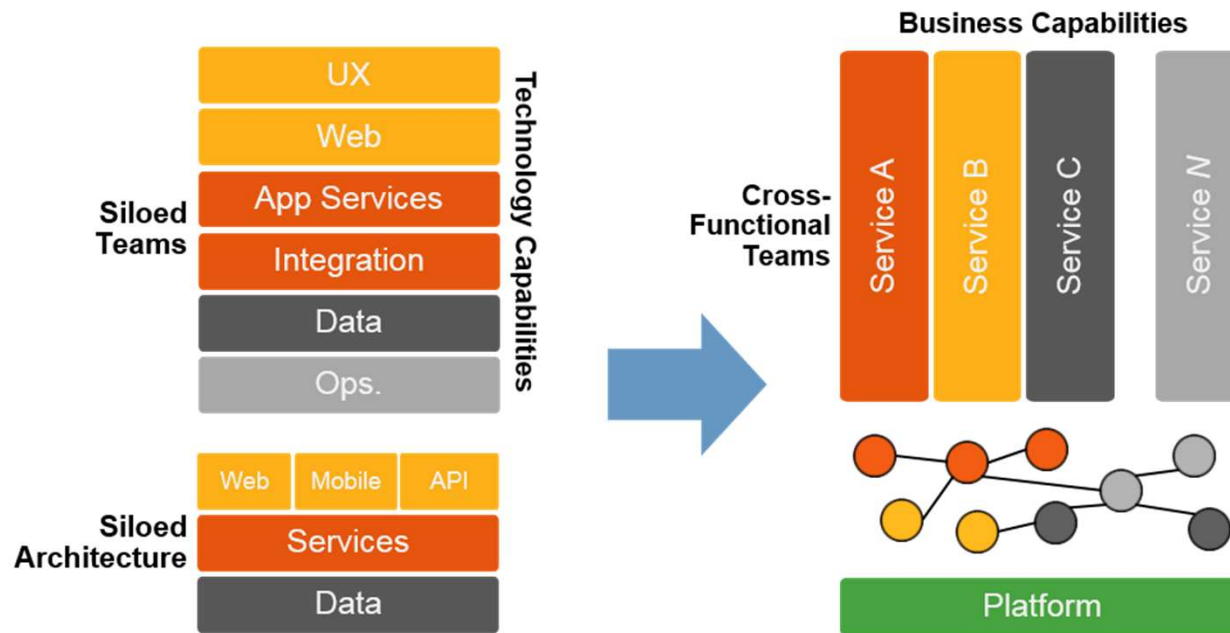 UX
Web
App Services
Integration
Data
Ops.
Siloed
Teams
Technology Capabilities
Web
Mobile
API
Services
Data
Siloed
Architecture
Business Capabilities
Cross-
Functional
Teams
Service A
Service B
Service C
Service N
Platform